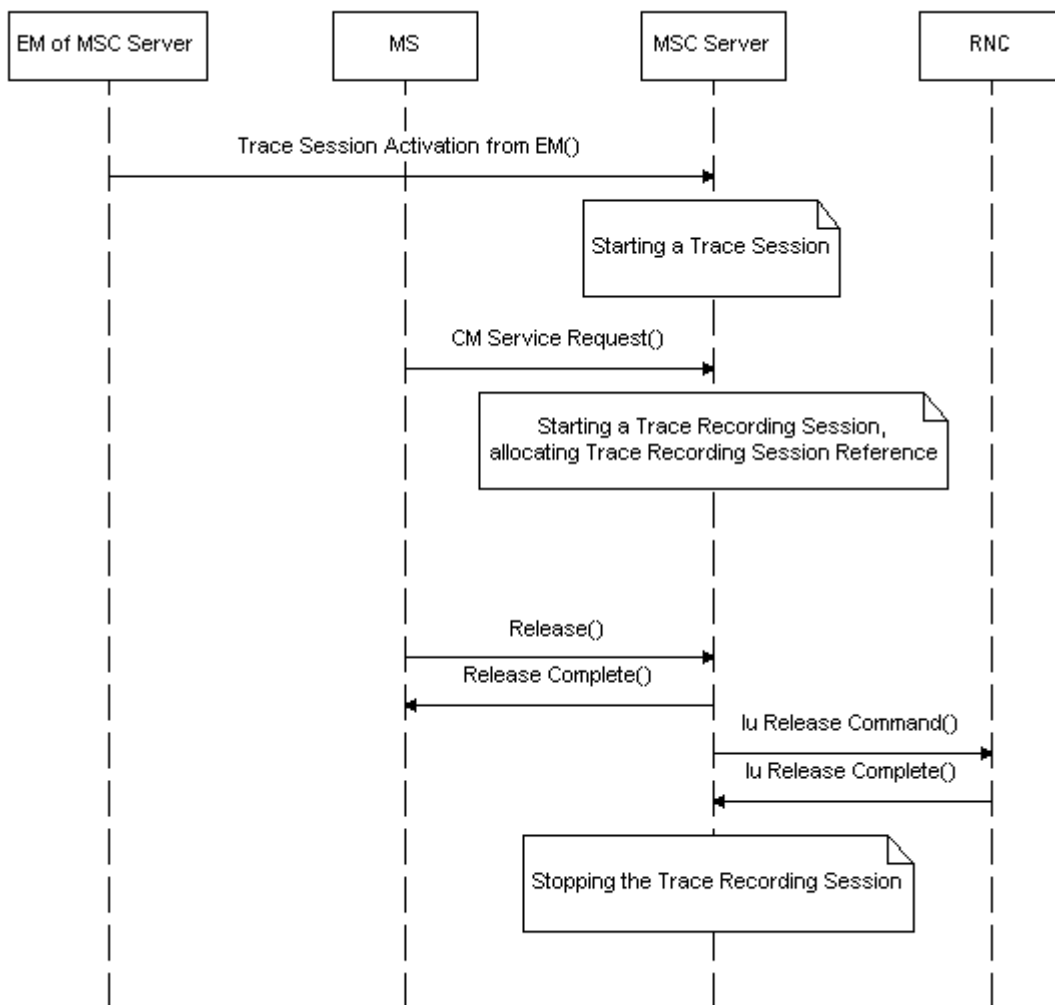 EM of MSC Server
MS
MSC Server
RNC
Trace Session Activation from EM()
Starting a Trace Session
CM Service Request()
Starting a Trace Recording Session,
allocating Trace Recording Session Reference
Release()
Release Complete()
Iu Release Command()
Iu Release Complete()
Stopping the Trace Recording Session